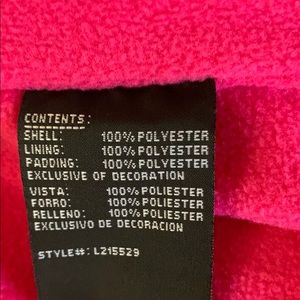 CONTENTS:
SHELL: 100% POLYESTER
LINING: 100% POLYESTER
PADDING: 100% POLYESTER
EXCLUSIVE OF DECORATION
VISTA: 100% POLIESTER
FORRO: 100% POLIESTER
RELLENO: 100% POLIESTER
EXCLUSIVO DE DECORACION
STYLE#: L215529